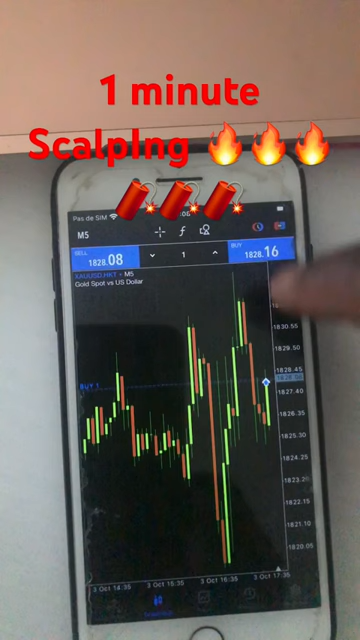 1 minute
Scalping 🔥🔥🔥
🧨🧨🧨
Pas de SIM
M5
SELL
1828.08
1
BUY
1828.16
XAUUSD.HKT • M5
Gold Spot vs US Dollar
1830.55
1829.50
1828.45
BUY 1
1827.40
1826.35
1825.30
1824.25
1823.20
1822.15
1821.10
1820.05
3 Oct 14:35
3 Oct 15:35
3 Oct 16:35
3 Oct 17:35